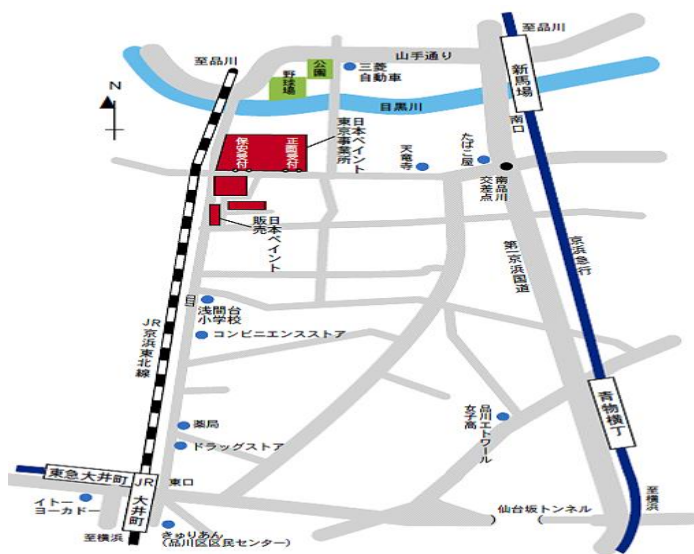 至品川
至品川
山手通り
公園
野球場
三菱
自動車
新馬場
N
目黒川
南口
保安受付
正面受付
日本ペイント
東京事業所
天竜寺
たばこ屋
南品川
交差点
日本ペイント
販売
第一京浜国道
京浜急行
浅間台
小学校
コンビニエンスストア
JR京浜東北線
品川エトワール
女子高
青物横丁
薬局
ドラッグストア
東急大井町
JR大井町
東口
イトー
ヨーカドー
仙台坂トンネル
至横浜
至横浜
きゅりあん
(品川区区民センター)